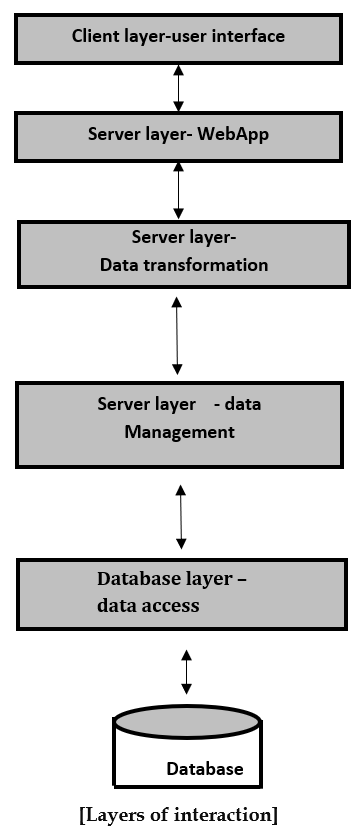 Client layer-user interface
Server layer- WebApp
Server layer-
Data transformation
Server layer - data
Management
Database layer –
data access
Database
[Layers of interaction]